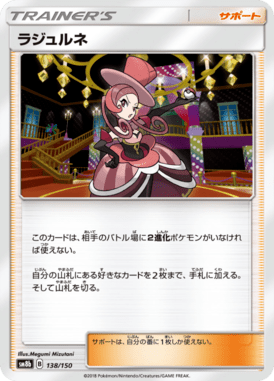 TRAINER'S サポート
ラジュルネ
このカードは、相手のバトル場に2進化ポケモンがいなけれ
ば使えない。
自分の山札にある好きなカードを2枚まで、手札に加える。
そして山札を切る。
Illus.Megumi Mizutani
サポートは、自分の番に1枚しか使えない。
SM8b 138/150
©2018 Pokémon/Nintendo/Creatures/GAME FREAK.